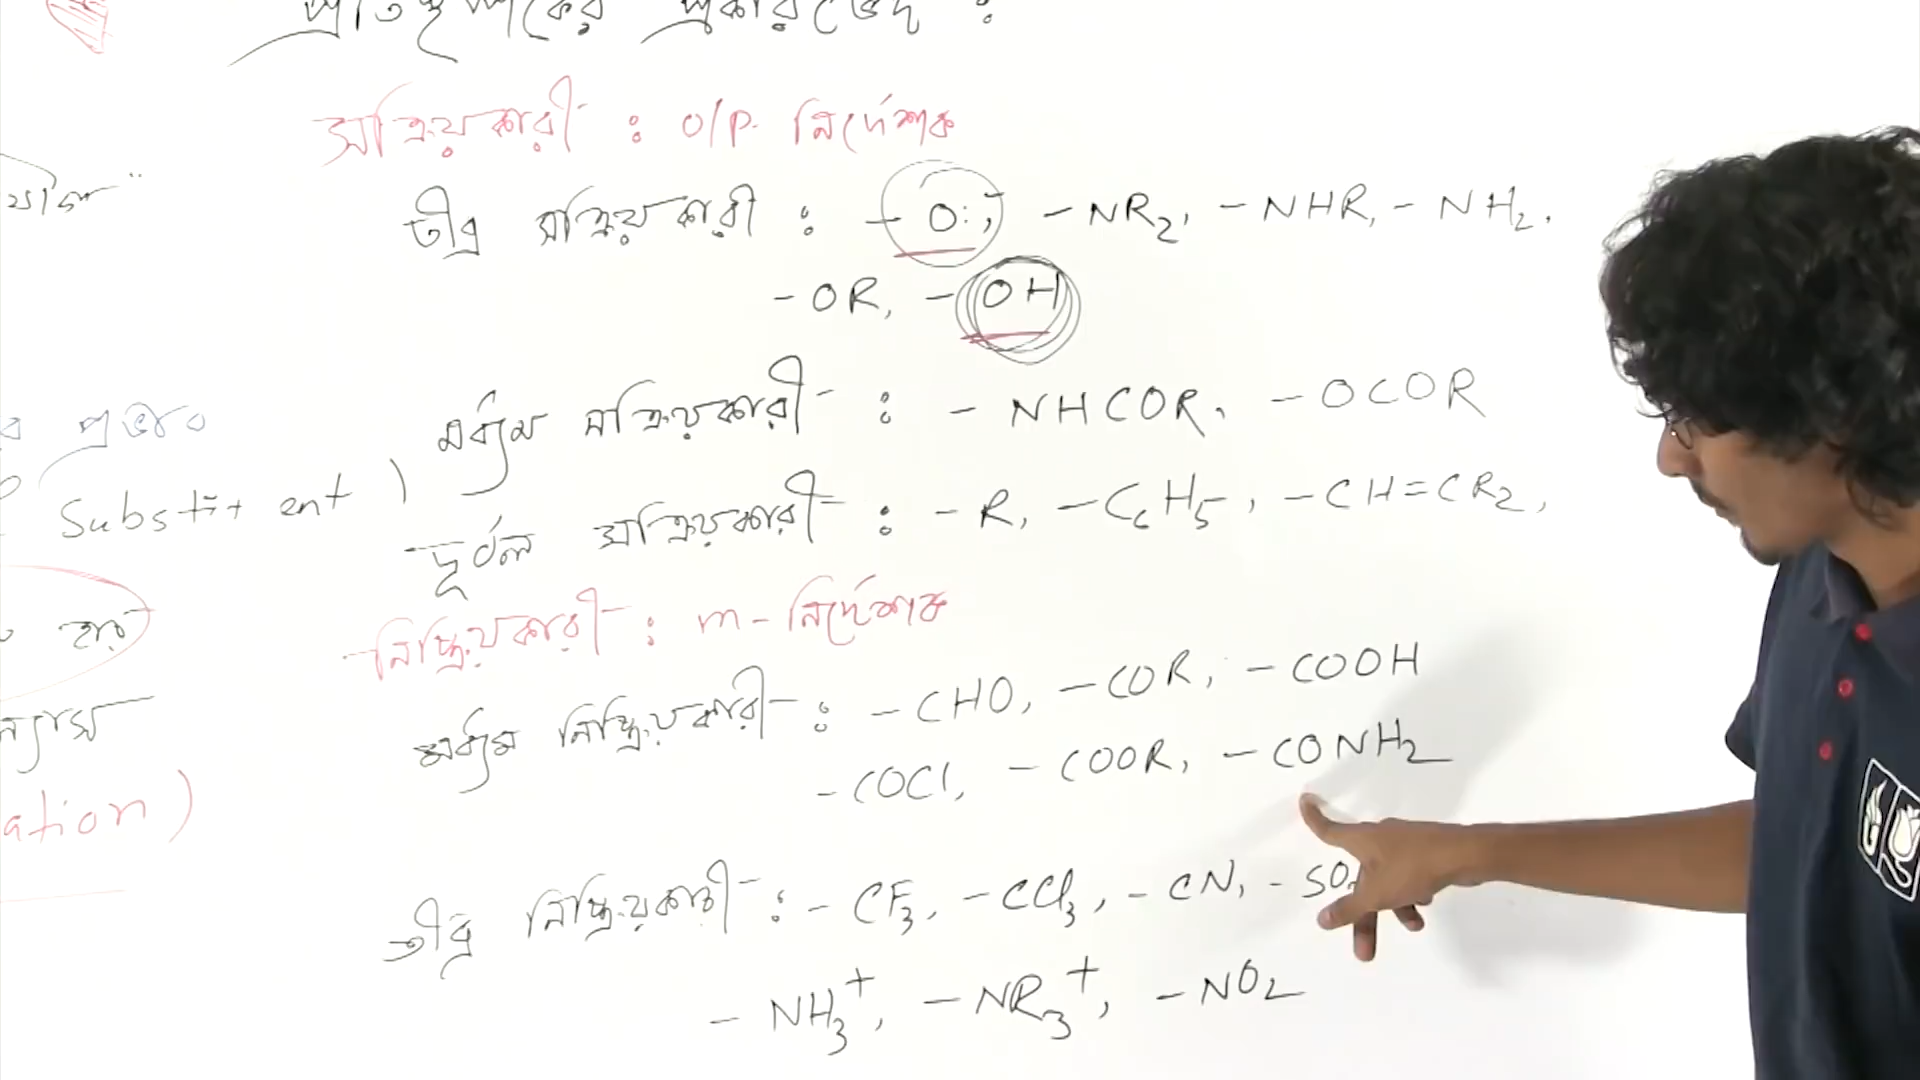 প্রতিস্থাপকের প্রকারভেদ :
সক্রিয়কারী : o/p- নির্দেশক
তীব্র সক্রিয়কারী : - O:⁻, - NR₂, - NHR, - NH₂,
- OR, - OH
মধ্যম সক্রিয়কারী : - NHCOR, - OCOR
দুর্বল সক্রিয়কারী : - R, - C₆H₅, - CH=CR₂,
নিষ্ক্রিয়কারী : m - নির্দেশক
মধ্যম নিষ্ক্রিয়কারী : - CHO, - COR, - COOH
- COCl, - COOR, - CONH₂
তীব্র নিষ্ক্রিয়কারী : - CF₃, - CCl₃, - CN, - SO
- NH₃⁺, - NR₃⁺, - NO₂
প্রভাব
Substituent )
হার
ation )